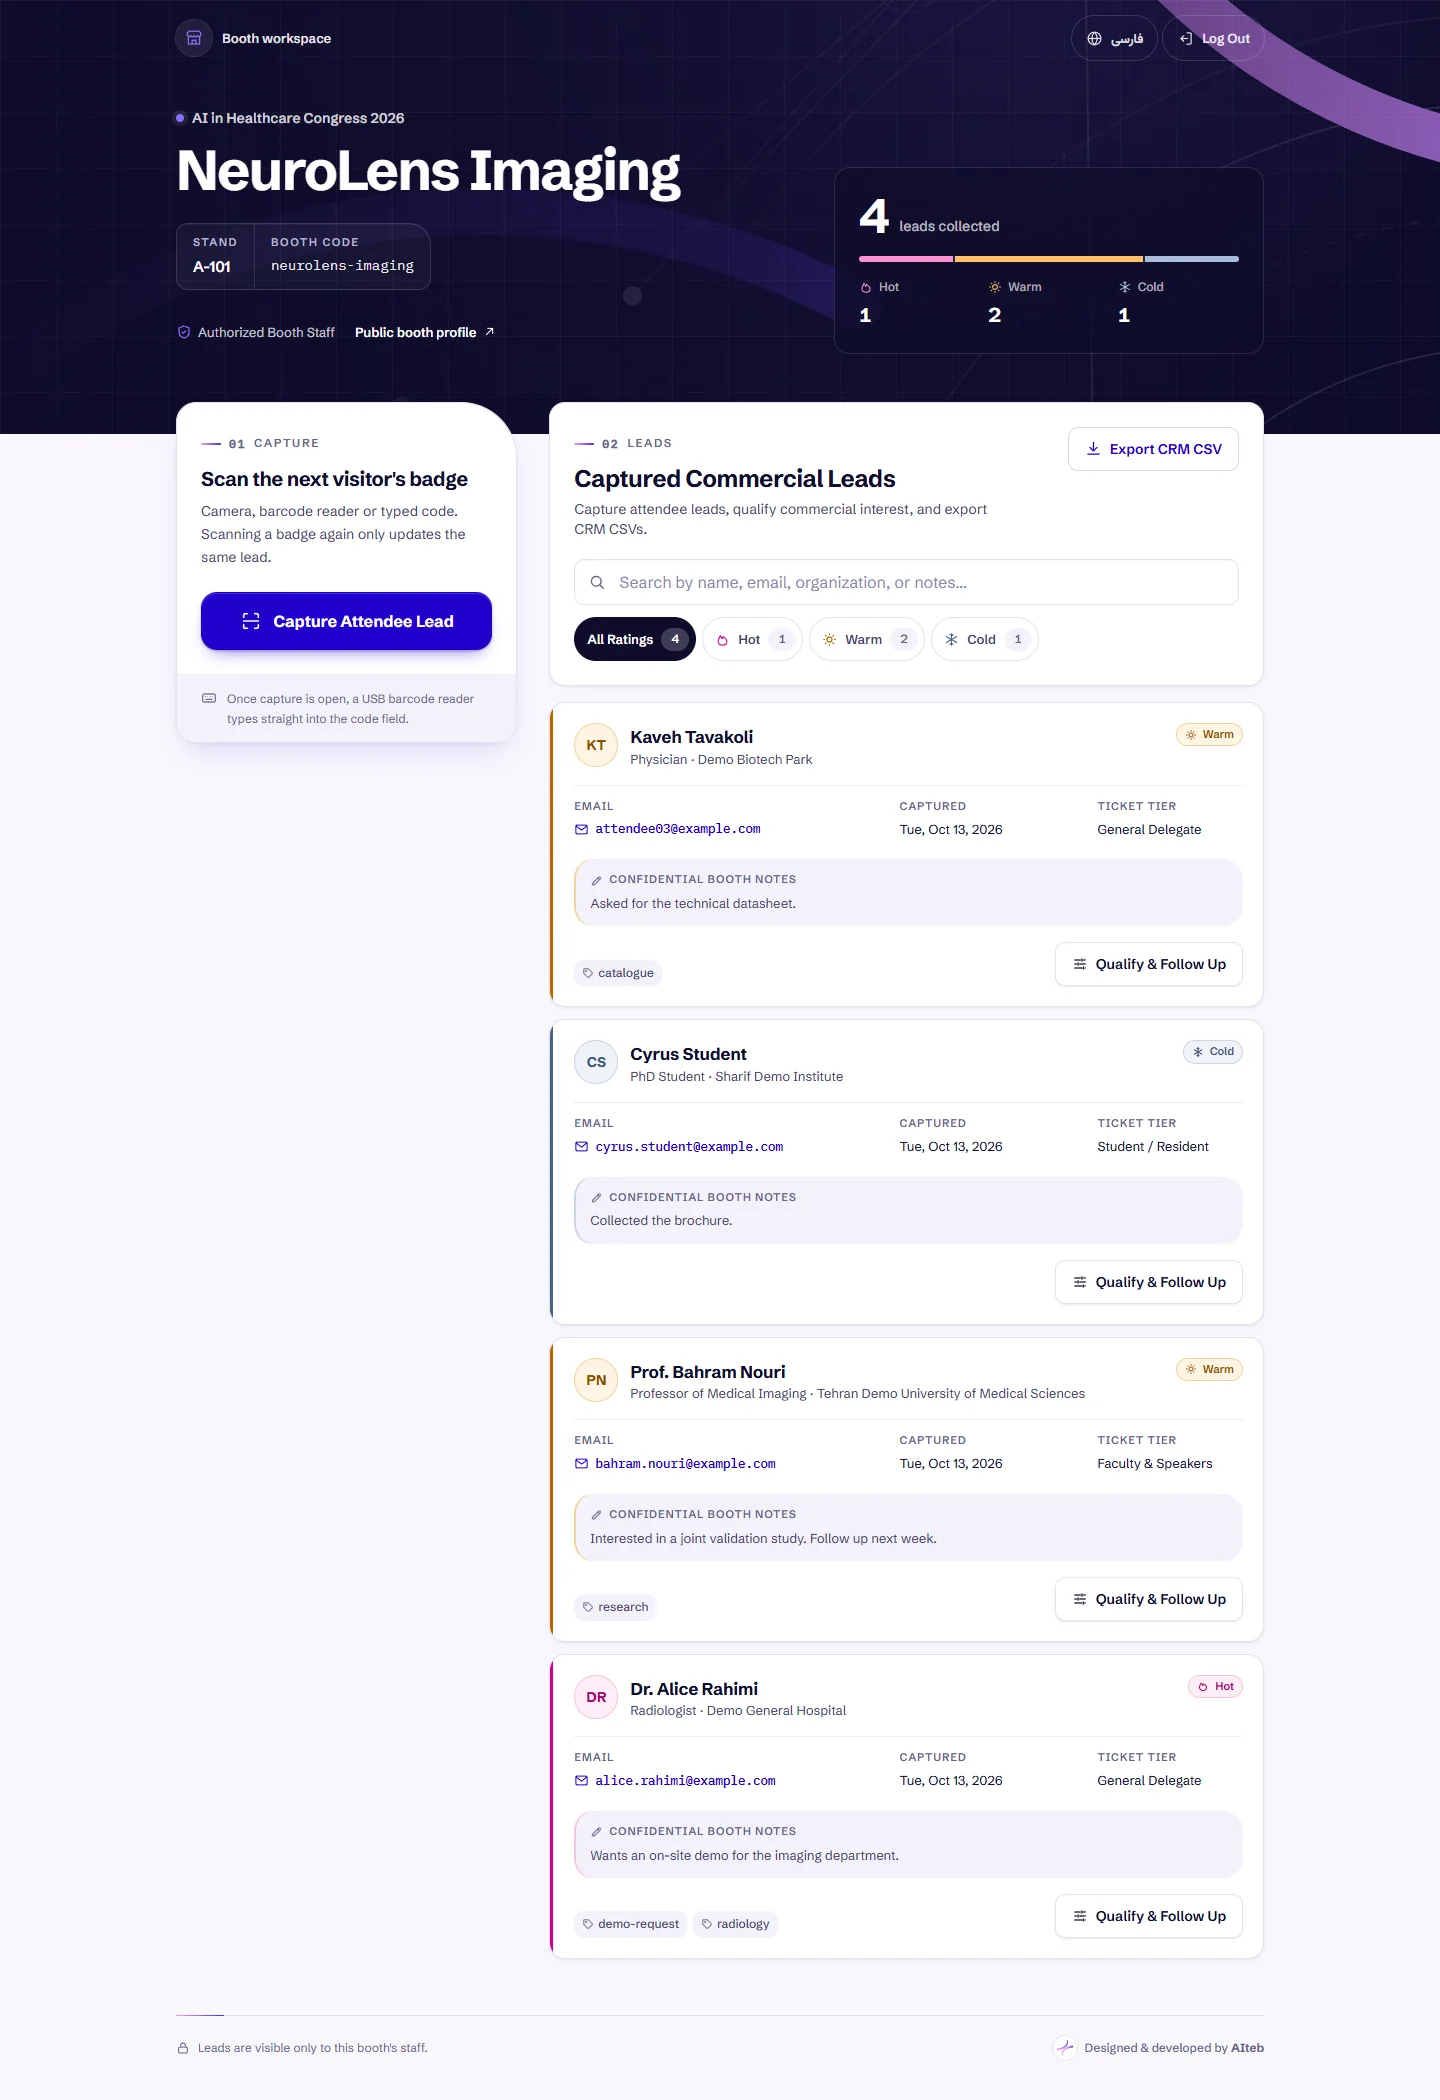 Booth workspace
فارسی
Log Out
AI in Healthcare Congress 2026
NeuroLens Imaging
STAND
A-101
BOOTH CODE
neurolens-imaging
Authorized Booth Staff
Public booth profile
4 leads collected
Hot
1
Warm
2
Cold
1
01 CAPTURE
Scan the next visitor's badge
Camera, barcode reader or typed code.
Scanning a badge again only updates the
same lead.
Capture Attendee Lead
Once capture is open, a USB barcode reader
types straight into the code field.
02 LEADS
Export CRM CSV
Captured Commercial Leads
Capture attendee leads, qualify commercial interest, and export
CRM CSVs.
Search by name, email, organization, or notes...
All Ratings 4
Hot 1
Warm 2
Cold 1
KT
Kaveh Tavakoli
Physician · Demo Biotech Park
Warm
EMAIL
attendee03@example.com
CAPTURED
Tue, Oct 13, 2026
TICKET TIER
General Delegate
CONFIDENTIAL BOOTH NOTES
Asked for the technical datasheet.
catalogue
Qualify & Follow Up
CS
Cyrus Student
PhD Student · Sharif Demo Institute
Cold
EMAIL
cyrus.student@example.com
CAPTURED
Tue, Oct 13, 2026
TICKET TIER
Student / Resident
CONFIDENTIAL BOOTH NOTES
Collected the brochure.
Qualify & Follow Up
PN
Prof. Bahram Nouri
Professor of Medical Imaging · Tehran Demo University of Medical Sciences
Warm
EMAIL
bahram.nouri@example.com
CAPTURED
Tue, Oct 13, 2026
TICKET TIER
Faculty & Speakers
CONFIDENTIAL BOOTH NOTES
Interested in a joint validation study. Follow up next week.
research
Qualify & Follow Up
DR
Dr. Alice Rahimi
Radiologist · Demo General Hospital
Hot
EMAIL
alice.rahimi@example.com
CAPTURED
Tue, Oct 13, 2026
TICKET TIER
General Delegate
CONFIDENTIAL BOOTH NOTES
Wants an on-site demo for the imaging department.
demo-request
radiology
Qualify & Follow Up
Leads are visible only to this booth's staff.
Designed & developed by AIteb